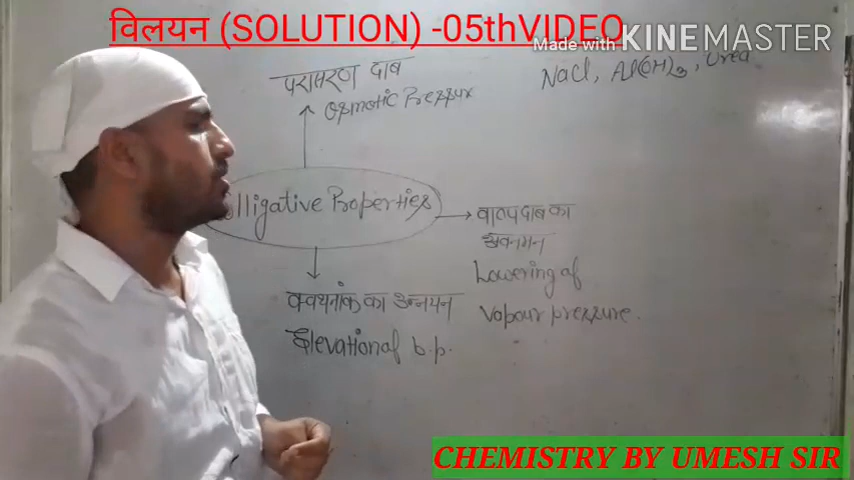 विलयन (SOLUTION) -05thVIDEO
Made with KINEMASTER
NaCl, Al(OH)3, Urea
परासरण दाब
Osmotic Pressur
olligative Properties
वाष्पदाब का
अवनमन
Lowering of
vapour pressure.
क्वथनांक का उन्नयन
Elevational b.p.
CHEMISTRY BY UMESH SIR